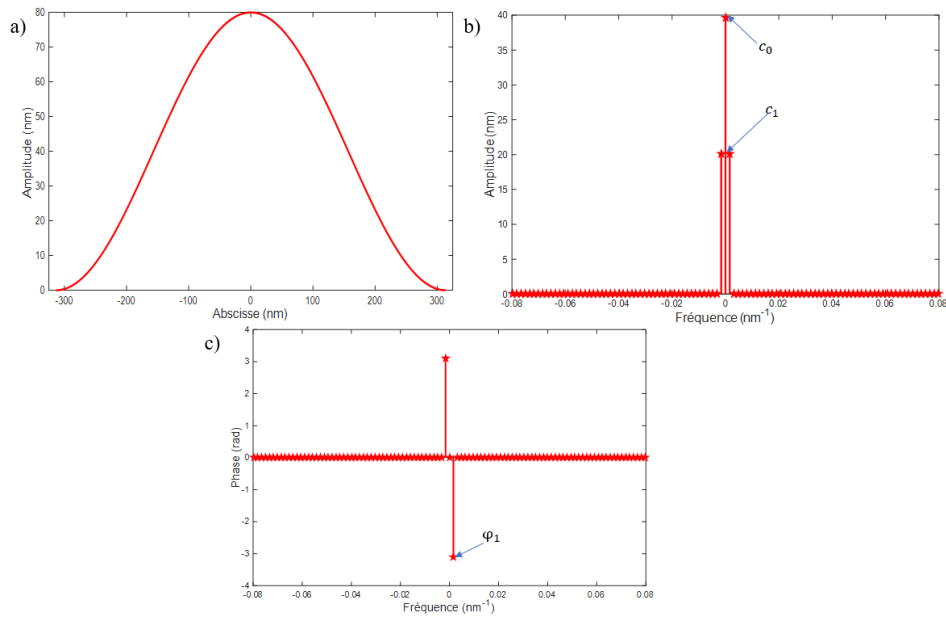 a)
80
70
60
50
40
30
20
10
0
Amplitude (nm)
-300 -200 -100 0 100 200 300
Abscisse (nm)
b)
40
35
30
25
20
15
10
5
0
Amplitude (nm)
c₀
c₁
-0.08 -0.06 -0.04 -0.02 0 0.02 0.04 0.06 0.08
Fréquence (nm⁻¹)
c)
4
3
2
1
0
-1
-2
-3
-4
Phase (rad)
φ₁
-0.08 -0.06 -0.04 -0.02 0 0.02 0.04 0.06 0.08
Fréquence (nm⁻¹)